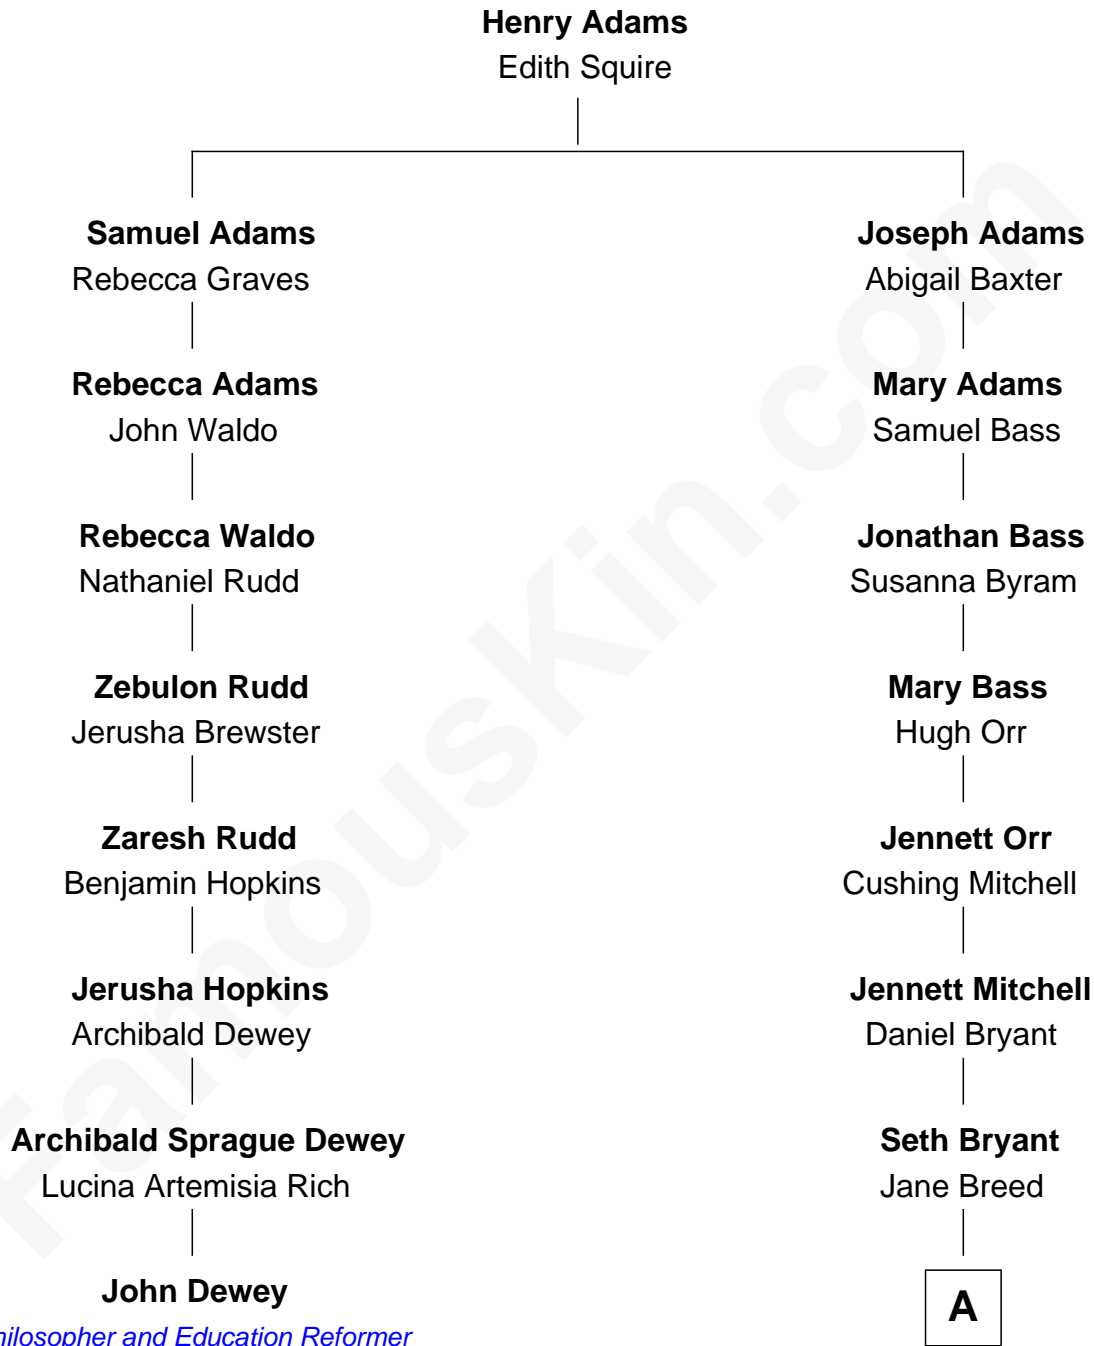 Henry Adams
Edith Squire
Samuel Adams
Rebecca Graves
Joseph Adams
Abigail Baxter
Rebecca Adams
John Waldo
Mary Adams
Samuel Bass
Rebecca Waldo
Nathaniel Rudd
Jonathan Bass
Susanna Byram
Zebulon Rudd
Jerusha Brewster
Mary Bass
Hugh Orr
Zaresh Rudd
Benjamin Hopkins
Jennett Orr
Cushing Mitchell
Jerusha Hopkins
Archibald Dewey
Jennett Mitchell
Daniel Bryant
Archibald Sprague Dewey
Lucina Artemisia Rich
Seth Bryant
Jane Breed
John Dewey
hilosopher and Education Reformer
A
FamousKin.com